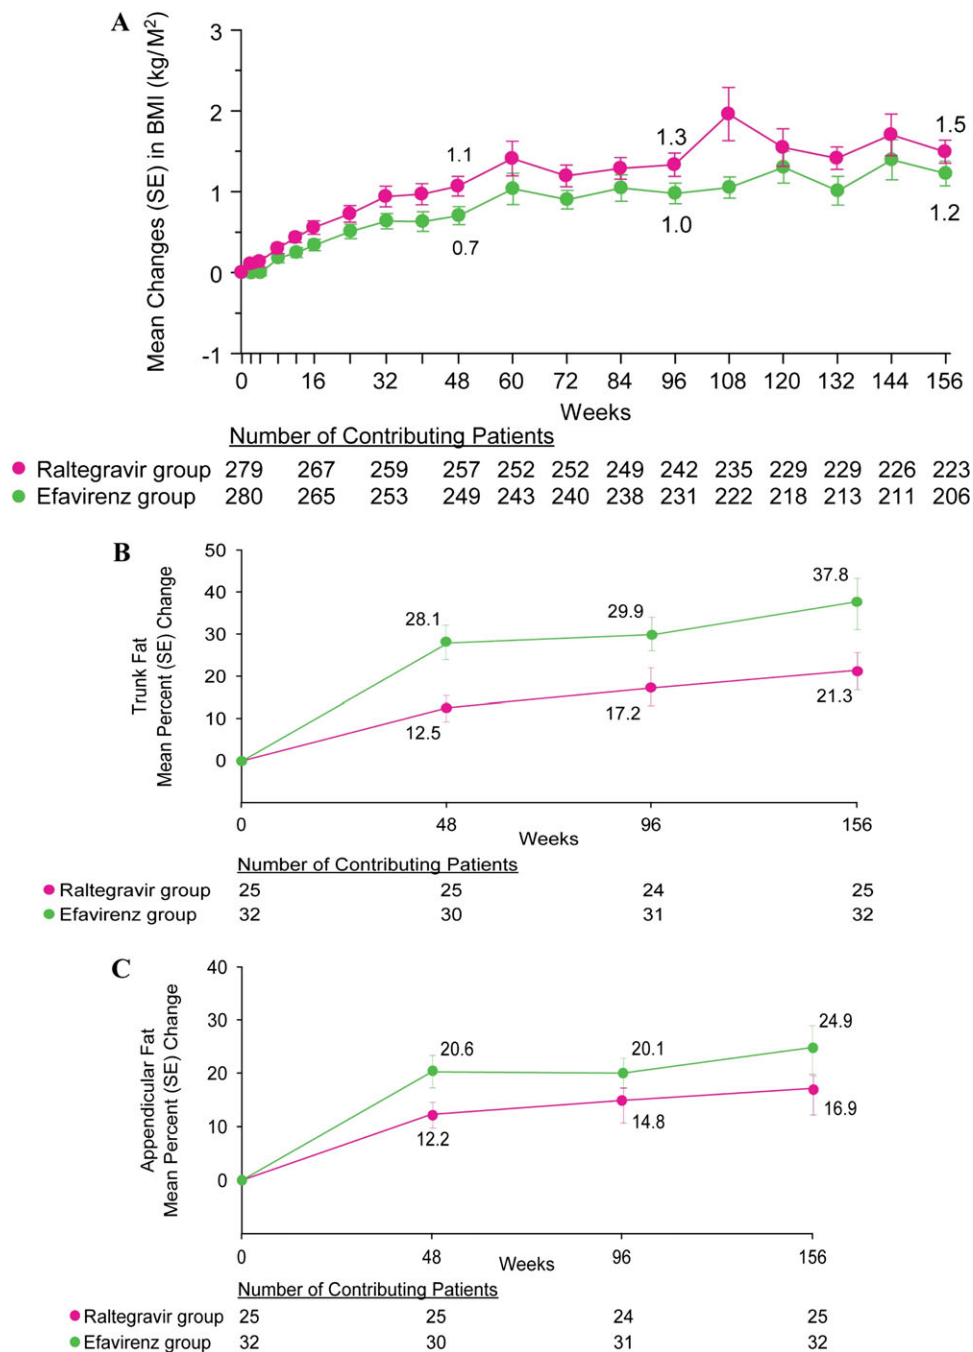 A
Mean Changes (SE) in BMI (kg/M²)
3
2
1
0
-1
1.1
0.7
1.3
1.0
1.5
1.2
0 16 32 48 60 72 84 96 108 120 132 144 156
Weeks
Number of Contributing Patients
Raltegravir group 279 267 259 257 252 252 249 242 235 229 229 226 223
Efavirenz group 280 265 253 249 243 240 238 231 222 218 213 211 206
B
Trunk Fat
Mean Percent (SE) Change
50
40
30
20
10
0
28.1
29.9
37.8
12.5
17.2
21.3
0 48 96 156
Weeks
Number of Contributing Patients
Raltegravir group 25 25 24 25
Efavirenz group 32 30 31 32
C
Appendicular Fat
Mean Percent (SE) Change
40
30
20
10
0
20.6
20.1
24.9
12.2
14.8
16.9
0 48 96 156
Weeks
Number of Contributing Patients
Raltegravir group 25 25 24 25
Efavirenz group 32 30 31 32